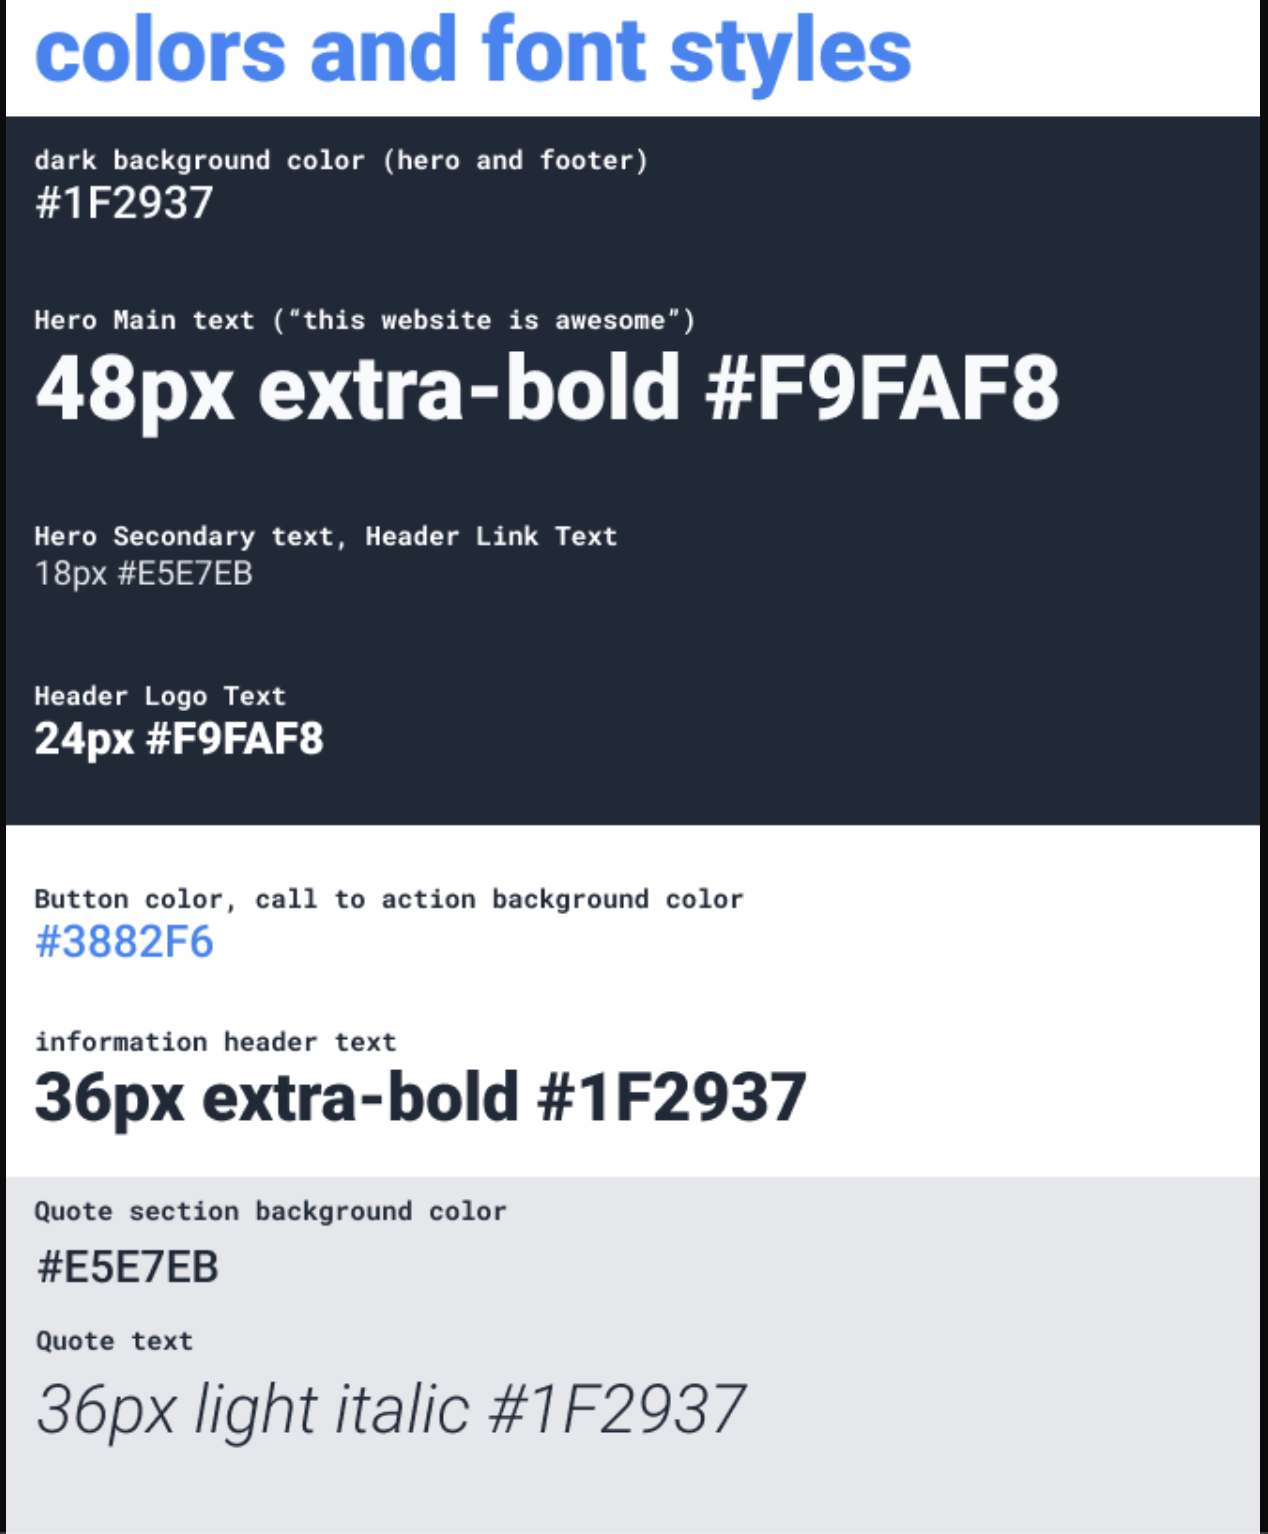 colors and font styles
dark background color (hero and footer)
#1F2937
Hero Main text (“this website is awesome”)
48px extra-bold #F9FAF8
Hero Secondary text, Header Link Text
18px #E5E7EB
Header Logo Text
24px #F9FAF8
Button color, call to action background color
#3882F6
information header text
36px extra-bold #1F2937
Quote section background color
#E5E7EB
Quote text
36px light italic #1F2937